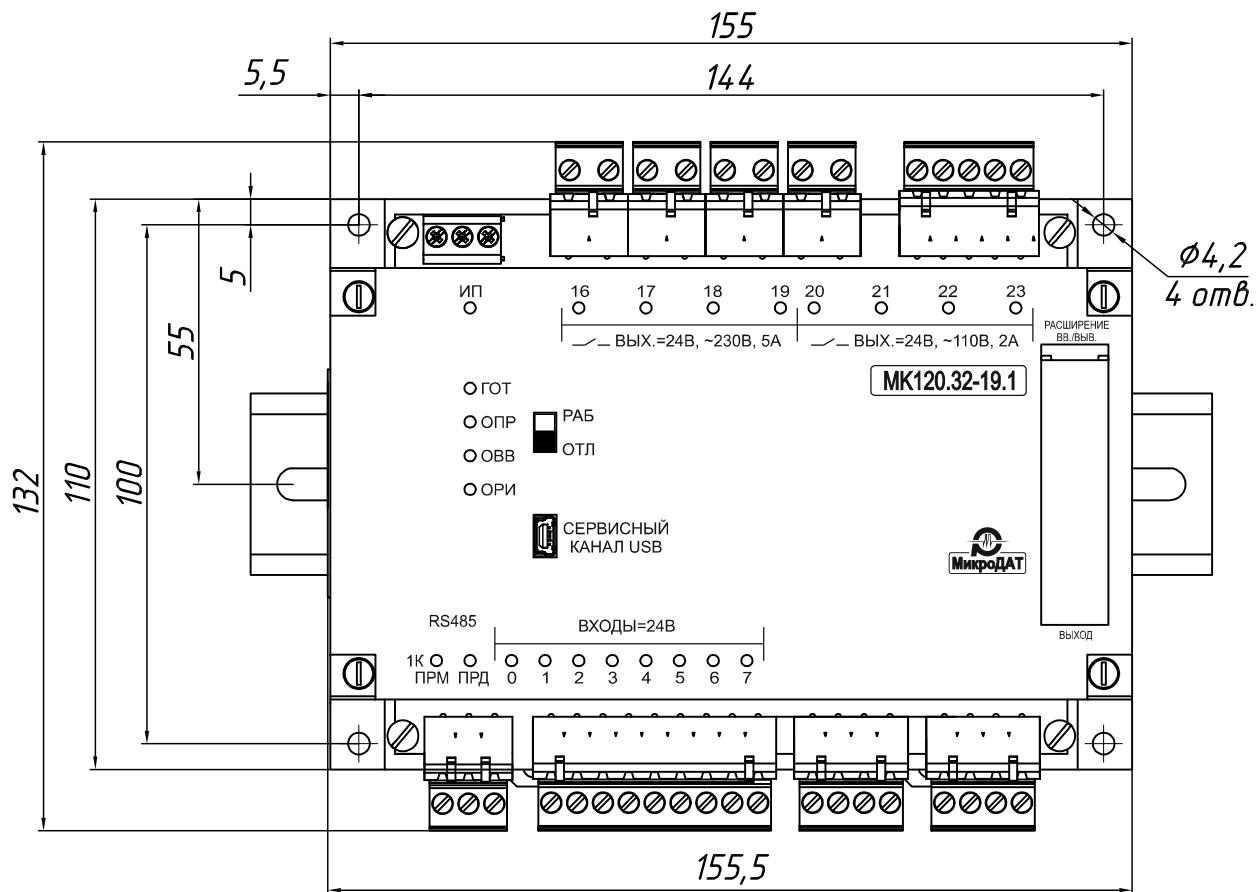 155
5,5
144
132
110
100
55
5
Ø4,2
4 отв.
ИП
16 17 18 19 20 21 22 23
ВЫХ.=24В, ~230В, 5А
ВЫХ.=24В, ~110В, 2А
РАСШИРЕНИЕ
ВВ./ВЫВ.
МК120.32-19.1
ГОТ
ОПР
ОВВ
ОРИ
РАБ
ОТЛ
СЕРВИСНЫЙ
КАНАЛ USB
МикроДАТ
RS485
ВХОДЫ=24В
ВЫХОД
1К
ПРМ ПРД 0 1 2 3 4 5 6 7
155,5